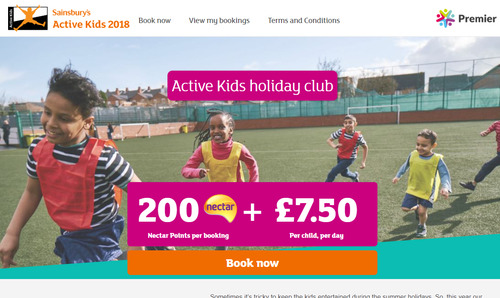 Sainsbury's
Active Kids 2018
Book now
View my bookings
Terms and Conditions
Premier
Active Kids holiday club
200 nectar + £7.50
Nectar Points per booking
Per child, per day
Book now
Sometimes it's tricky to keep the kids entertained during the summer holidays. So, this year our